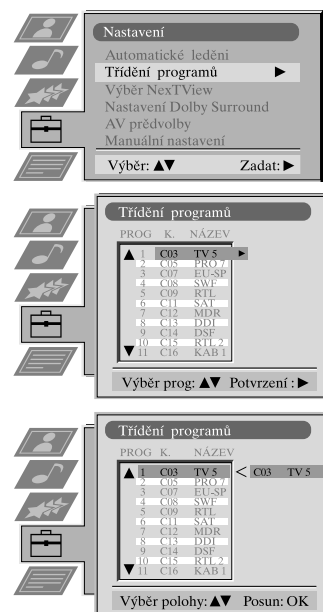 Nastavení
Automatické leděni
Třídění programů ►
Výběr NexTView
Nastavení Dolby Surround
AV prědvolby
Manuální nastavení
Výběr: ▲▼ Zadat: ►
Třídění programů
PROG K. NÁZEV
▲ 1 C03 TV 5 ►
2 C05 PRO 7
3 C07 EU-SP
4 C08 SWF
5 C09 RTL
6 C11 SAT
7 C12 MDR
8 C13 DDI
9 C14 DSF
10 C15 RTL 2
▼ 11 C16 KAB 1
Výběr prog: ▲▼ Potvrzení : ►
Třídění programů
PROG K. NÁZEV
▲ 1 C03 TV 5 < C03 TV 5
2 C05 PRO 7
3 C07 EU-SP
4 C08 SWF
5 C09 RTL
6 C11 SAT
7 C12 MDR
8 C13 DDI
9 C14 DSF
10 C15 RTL 2
▼ 11 C16 KAB 1
Výběr polohy: ▲▼ Posun: OK